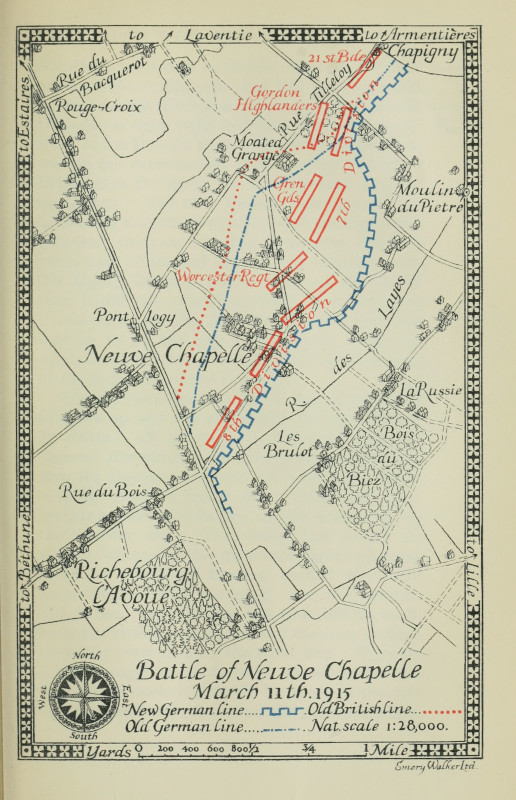 to Laventie to Armentières
to Estaires
Rue du
Bacquerot
Rouge-Croix
21st Bde
Chapigny
Gordon
Highlanders
Rue Tilleloy
Moated
Grange
Gren
Gds
7th Division
Moulin
du Pietre
Worcester Regt
Pont logy
Neuve Chapelle
8th Division
R. des Layes
La Russie
Les
Brulot
Bois
du
Biez
Rue du Bois
to Béthune
Richebourg
l'Avoué
to Lille
North
West
East
South
Battle of Neuve Chapelle
March 11th. 1915
New German line.... Old British line...
Old German line.... Nat. scale 1:28,000.
Yards 0 200 400 600 800 1/2 3/4 1 Mile
Emery Walker Ltd.